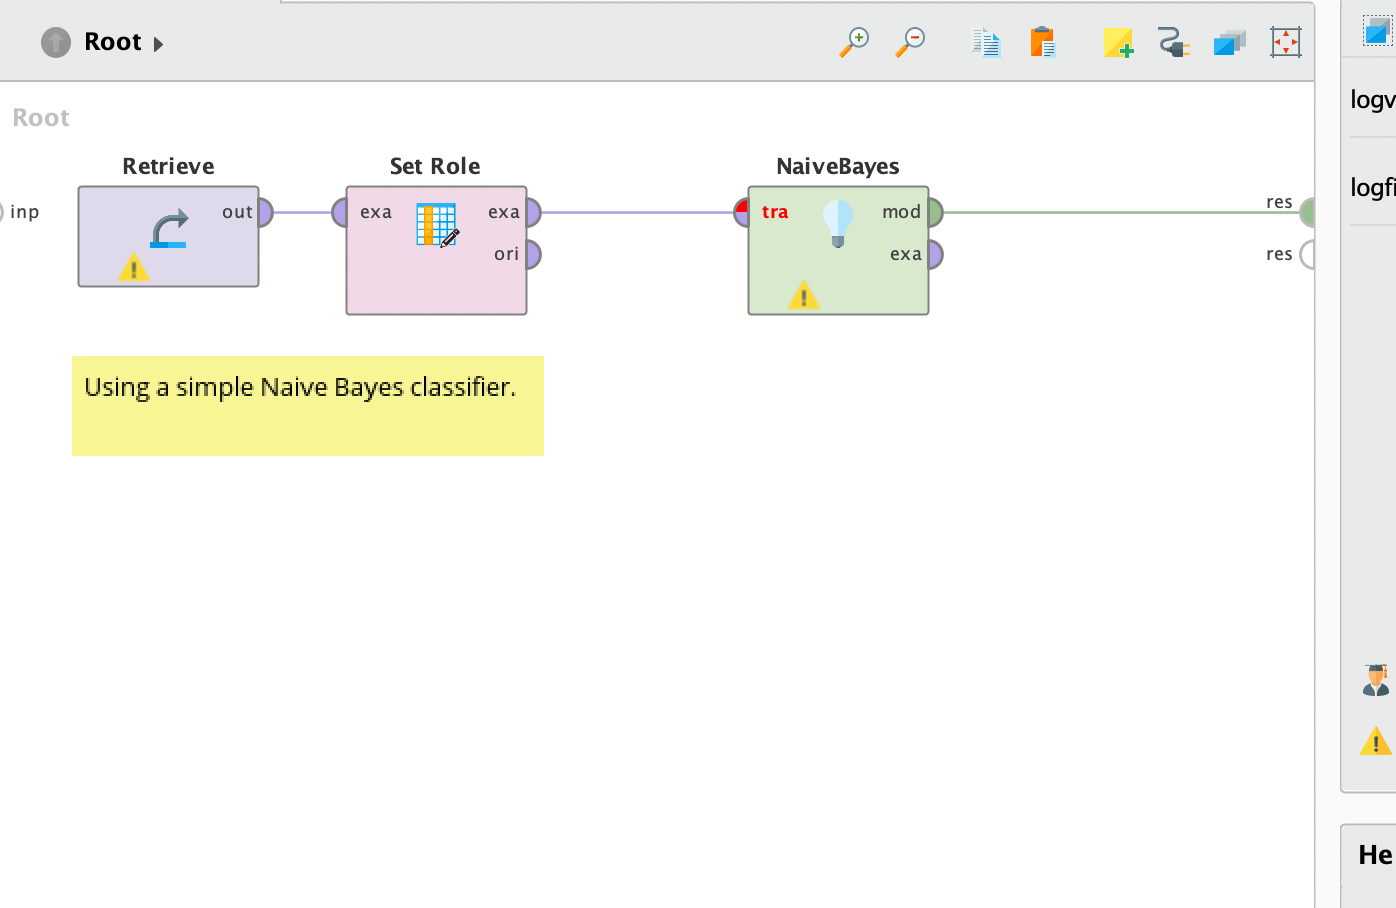 Root
logv
logfi
Root
Retrieve
Set Role
NaiveBayes
inp
out
exa
exa
ori
tra
mod
exa
res
res
Using a simple Naive Bayes classifier.
He